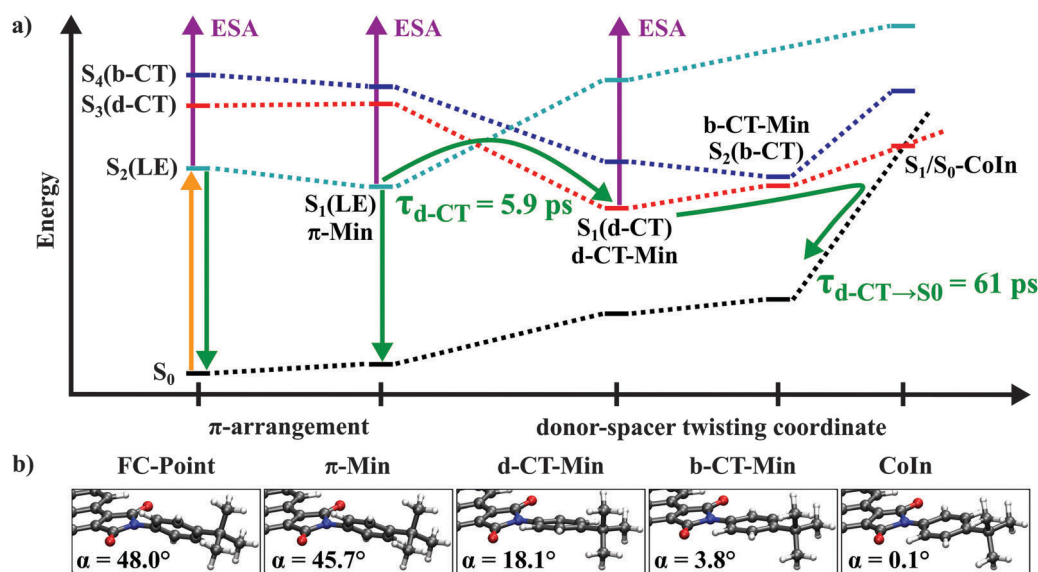 a)
ESA
ESA
ESA
S₄(b-CT)
S₃(d-CT)
S₂(LE)
S₀
Energy
S₁(LE)
π-Min
τd-CT = 5.9 ps
S₁(d-CT)
d-CT-Min
b-CT-Min
S₂(b-CT)
S₁/S₀-CoIn
τd-CT→S0 = 61 ps
π-arrangement
donor-spacer twisting coordinate
b)
FC-Point
π-Min
d-CT-Min
b-CT-Min
CoIn
α = 48.0°
α = 45.7°
α = 18.1°
α = 3.8°
α = 0.1°